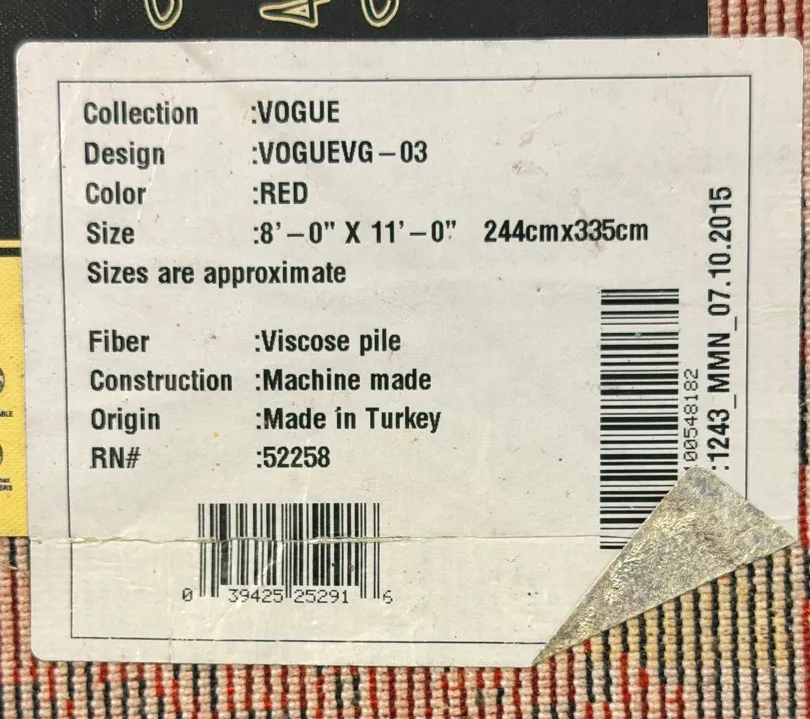 Collection :VOGUE
Design :VOGUEVG-03
Color :RED
Size :8'-0" X 11'-0" 244cmx335cm
Sizes are approximate
Fiber :Viscose pile
Construction :Machine made
Origin :Made in Turkey
RN# :52258
0 39425 25291 6
00548182
:1243_MMN_07.10.2015